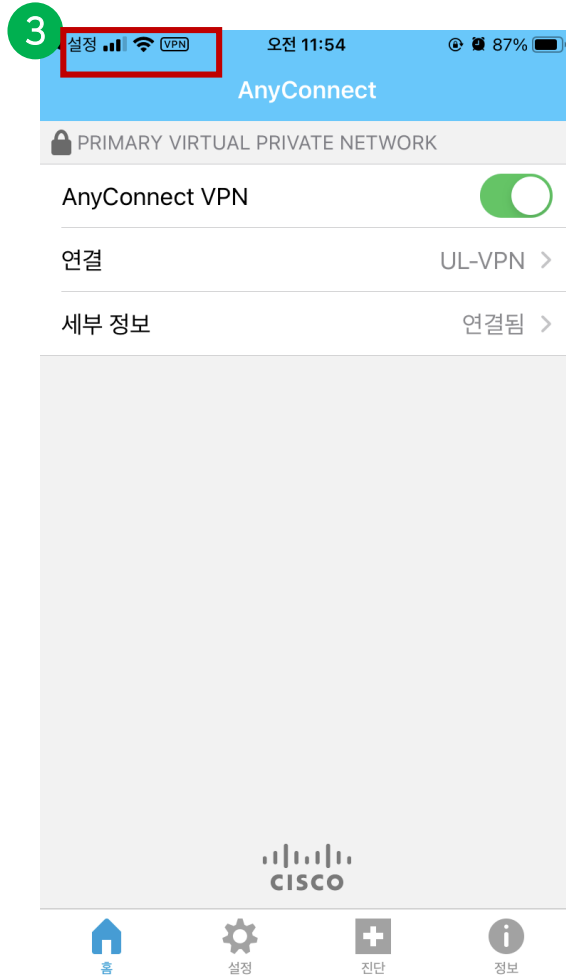 3
설정 VPN 오전 11:54 87%
AnyConnect
PRIMARY VIRTUAL PRIVATE NETWORK
AnyConnect VPN
연결 UL-VPN
세부 정보 연결됨
CISCO
홈 설정 진단 정보